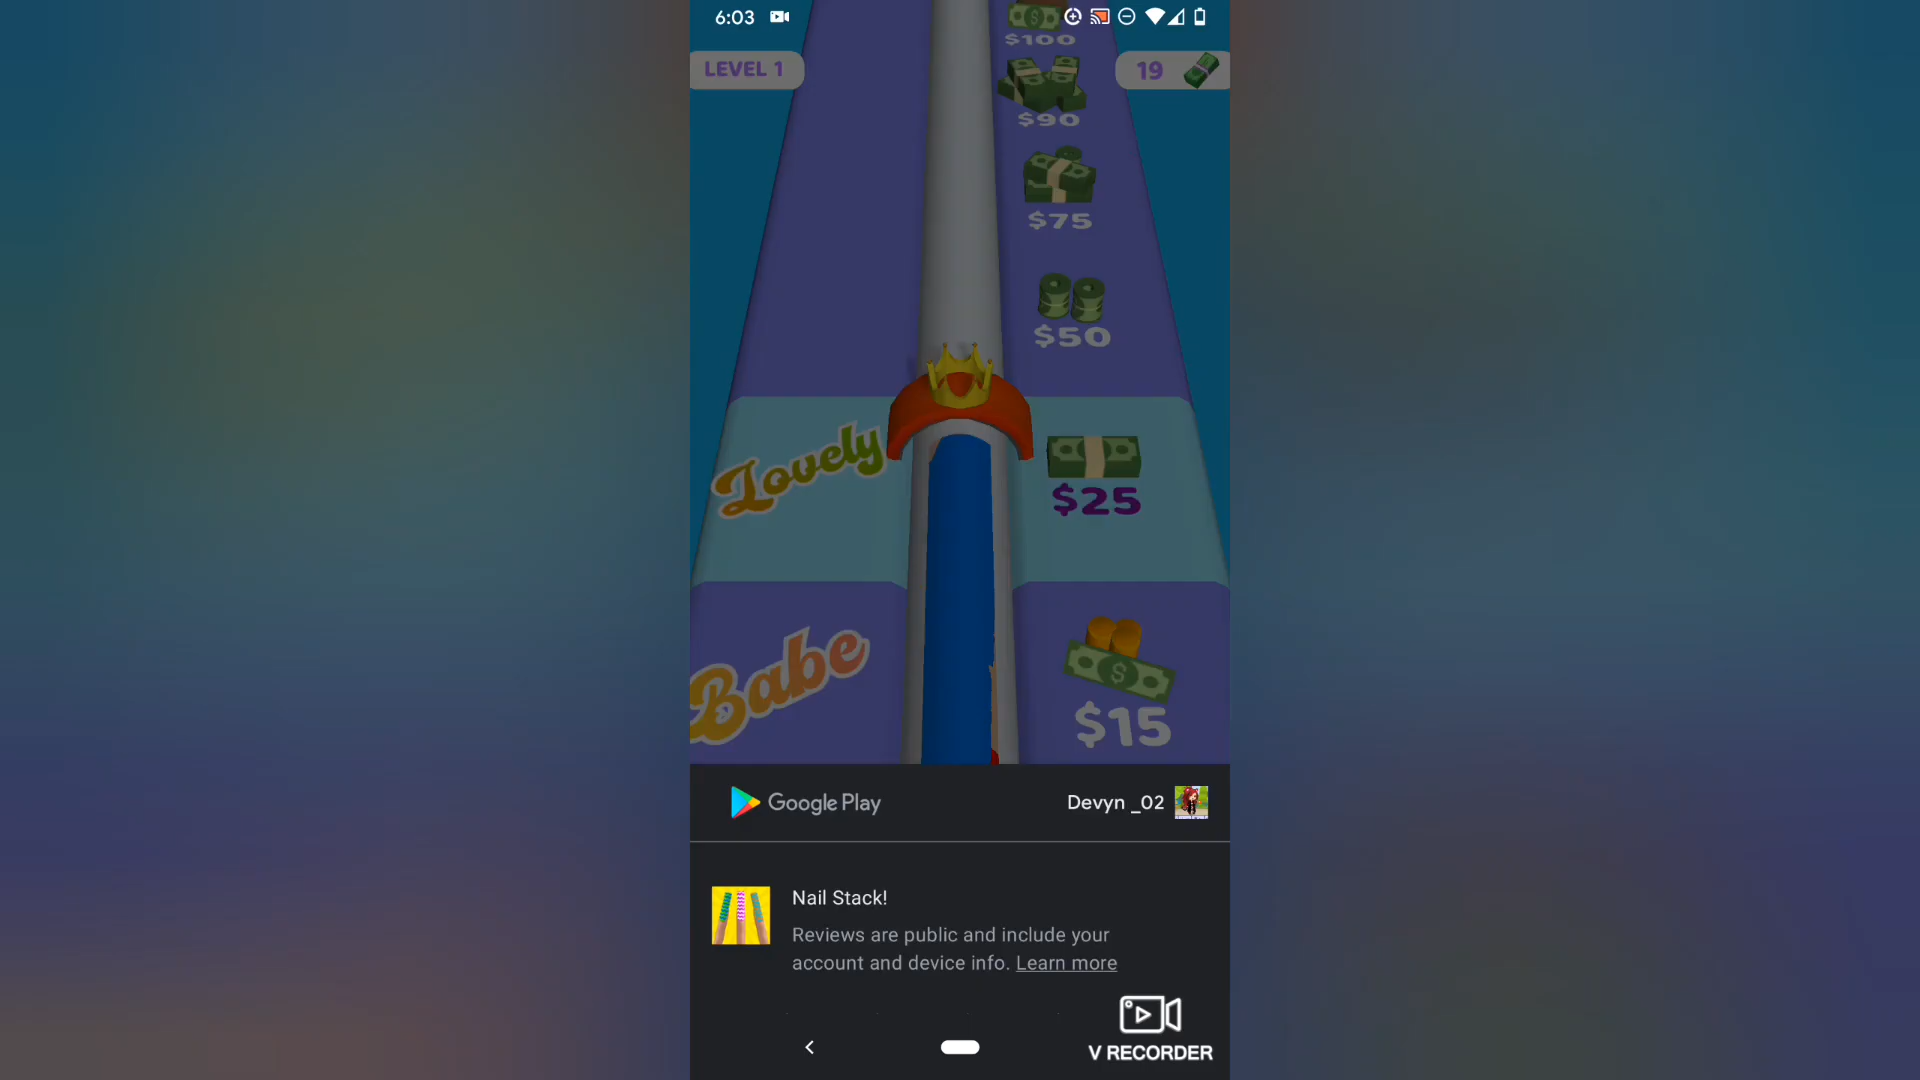 6:03
$100
LEVEL 1
19
$90
$75
$50
Lovely
$25
Babe
$15
Google Play
Devyn _02
Nail Stack!
Reviews are public and include your
account and device info. Learn more
V RECORDER